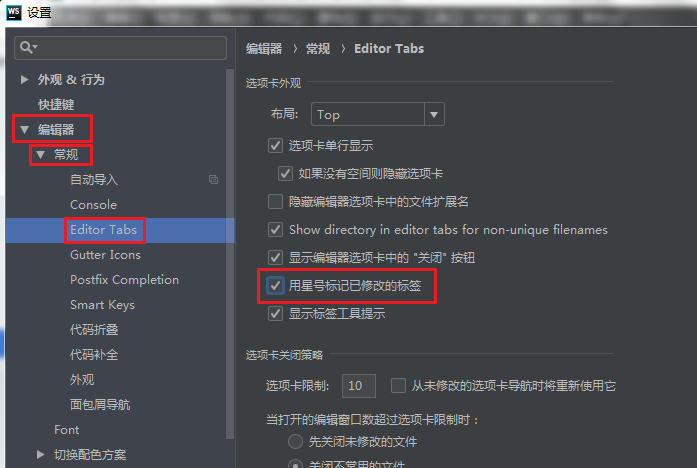 WS 设置
外观 & 行为
快捷键
编辑器
常规
自动导入
Console
Editor Tabs
Gutter Icons
Postfix Completion
Smart Keys
代码折叠
代码补全
外观
面包屑导航
Font
切换配色方案
编辑器 › 常规 › Editor Tabs
选项卡外观
布局: Top
选项卡单行显示
如果没有空间则隐藏选项卡
隐藏编辑器选项卡中的文件扩展名
Show directory in editor tabs for non-unique filenames
显示编辑器选项卡中的 "关闭" 按钮
用星号标记已修改的标签
显示标签工具提示
选项卡关闭策略
选项卡限制: 10 从未修改的选项卡导航时将重新使用它
当打开的编辑窗口数超过选项卡限制时:
先关闭未修改的文件
关闭不常用的文件